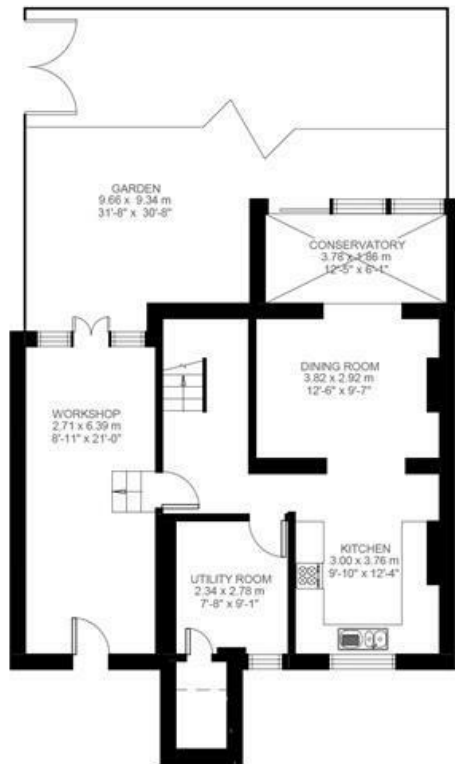 GARDEN
9.66 x 9.34 m
31'-8" x 30'-8"
CONSERVATORY
3.78 x 1.86 m
12'-5" x 6'-1"
DINING ROOM
3.82 x 2.92 m
12'-6" x 9'-7"
WORKSHOP
2.71 x 6.39 m
8'-11" x 21'-0"
KITCHEN
3.00 x 3.76 m
9'-10" x 12'-4"
UTILITY ROOM
2.34 x 2.78 m
7'-8" x 9'-1"